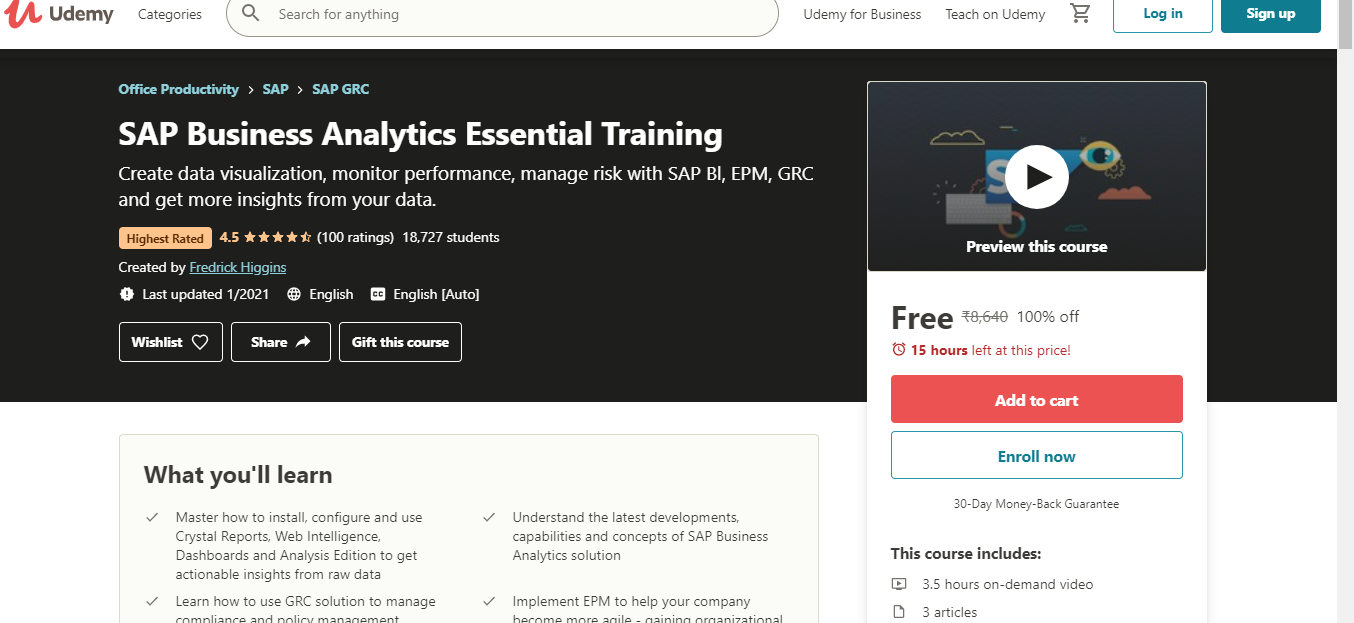 Udemy
Categories
Search for anything
Udemy for Business
Teach on Udemy
Log in
Sign up
Office Productivity > SAP > SAP GRC
SAP Business Analytics Essential Training
Create data visualization, monitor performance, manage risk with SAP BI, EPM, GRC
and get more insights from your data.
Highest Rated 4.5 (100 ratings) 18,727 students
Created by Fredrick Higgins
Last updated 1/2021 English CC English [Auto]
Wishlist
Share
Gift this course
S
Preview this course
Free ₹8,640 100% off
15 hours left at this price!
Add to cart
Enroll now
30-Day Money-Back Guarantee
This course includes:
3.5 hours on-demand video
3 articles
What you'll learn
Master how to install, configure and use
Crystal Reports, Web Intelligence,
Dashboards and Analysis Edition to get
actionable insights from raw data
Understand the latest developments,
capabilities and concepts of SAP Business
Analytics solution
Learn how to use GRC solution to manage
compliance and policy management
Implement EPM to help your company
become more agile - gaining organizational